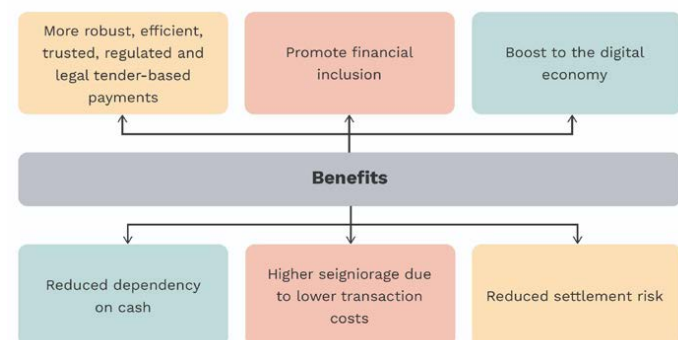 More robust, efficient,
trusted, regulated and
legal tender-based
payments
Promote financial
inclusion
Boost to the digital
economy
Benefits
Reduced dependency
on cash
Higher seigniorage due
to lower transaction
costs
Reduced settlement risk